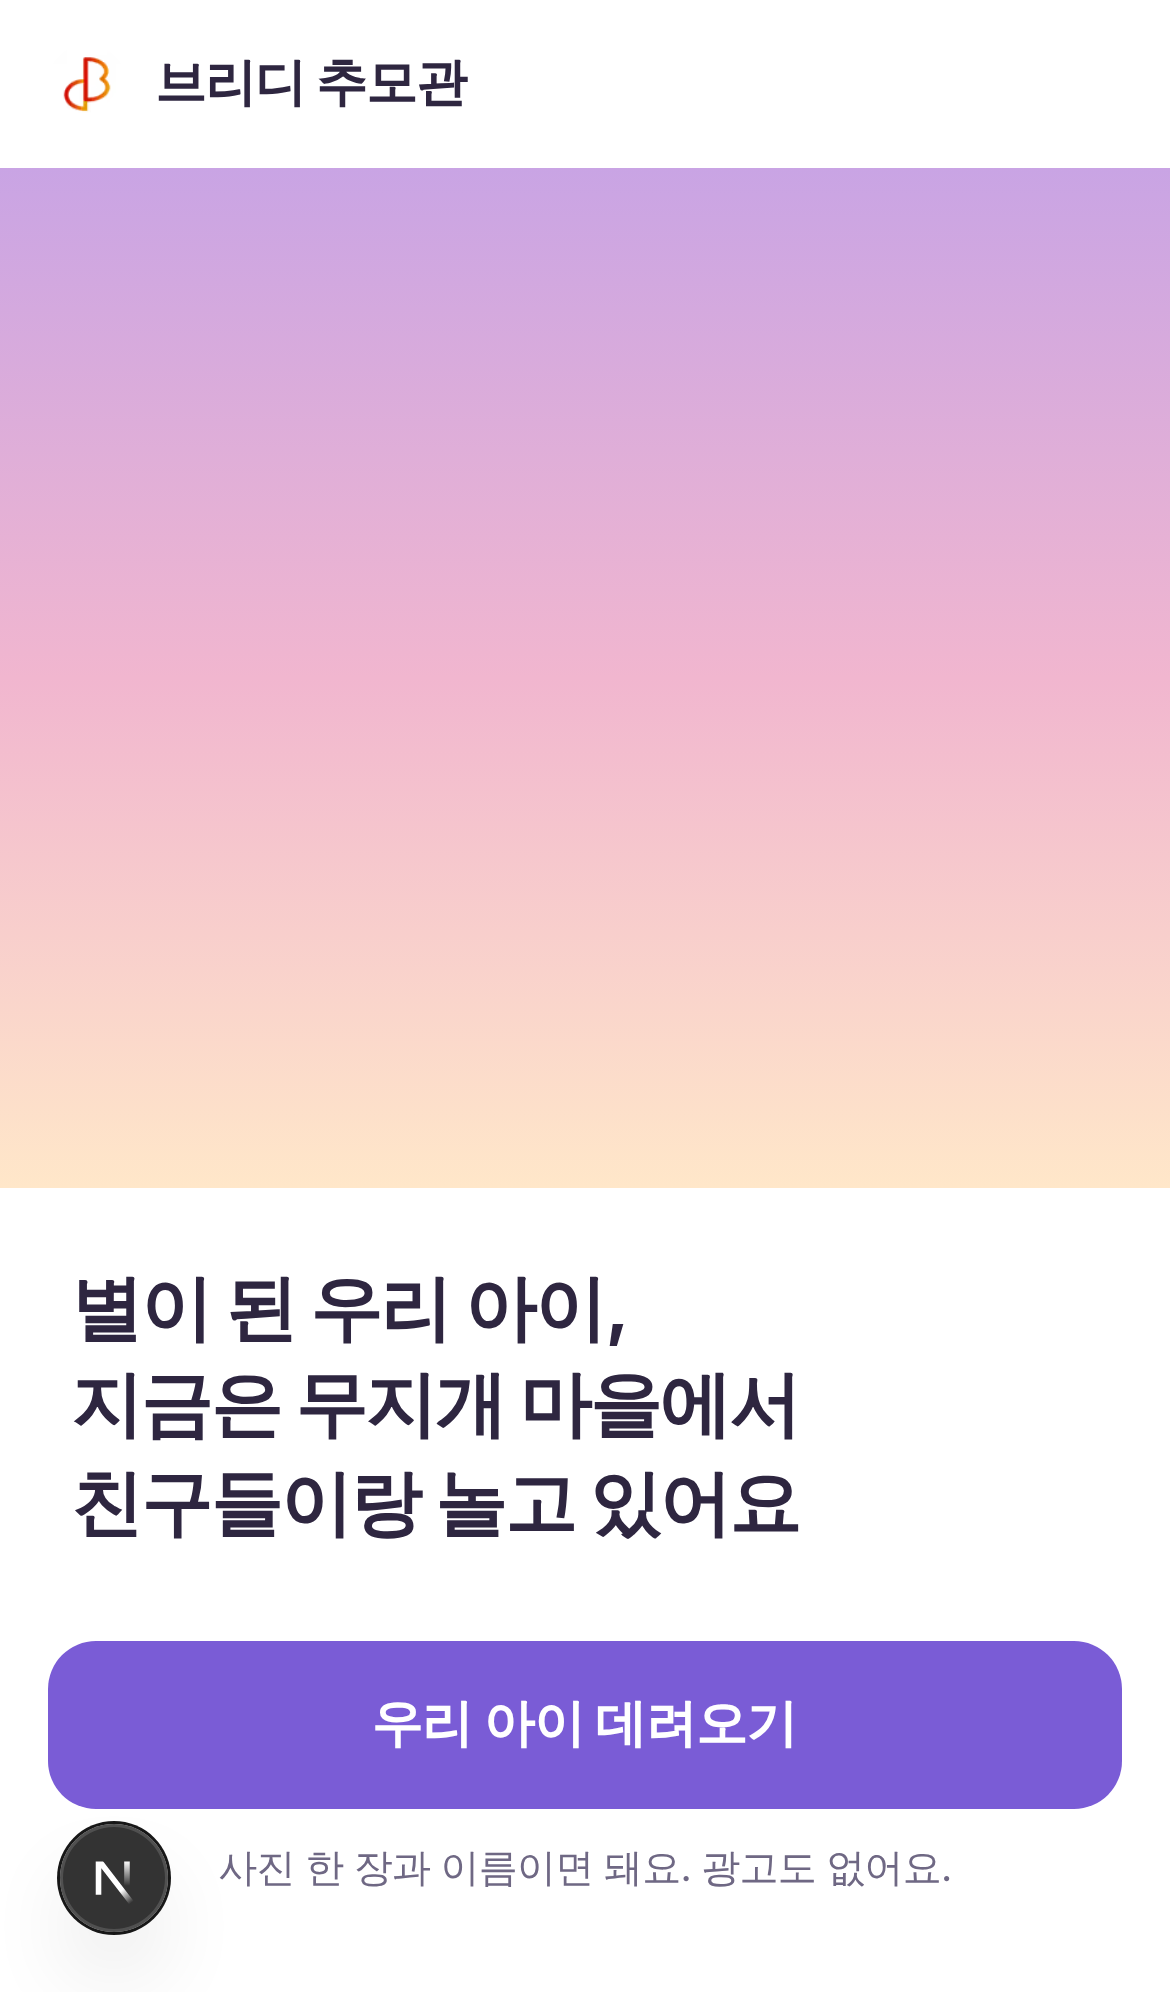 브리디 추모관
별이 된 우리 아이,
지금은 무지개 마을에서
친구들이랑 놀고 있어요
우리 아이 데려오기
N
사진 한 장과 이름이면 돼요. 광고도 없어요.